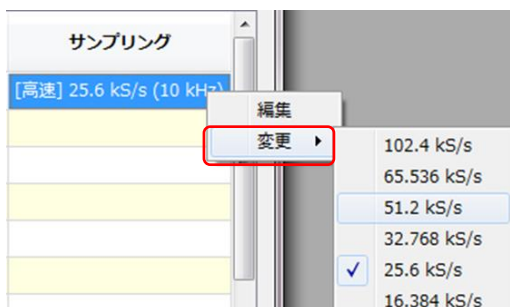 サンプリング
[高速] 25.6 kS/s (10 kHz)
編集
変更
102.4 kS/s
65.536 kS/s
51.2 kS/s
32.768 kS/s
25.6 kS/s
16.384 kS/s